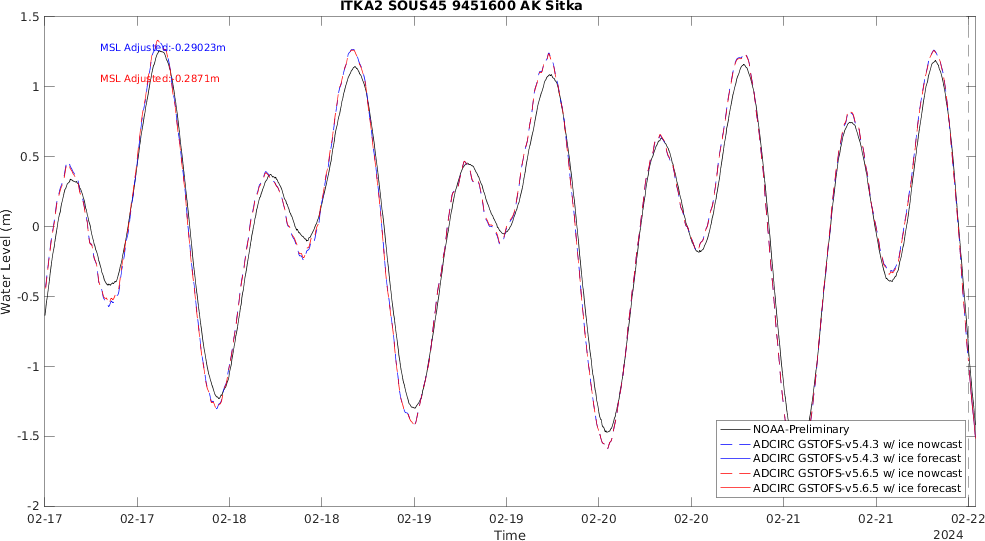 ITKA2 SOUS45 9451600 AK Sitka
1.5
MSL Adjusted:-0.29023m
MSL Adjusted:-0.2871m
1
0.5
0
-0.5
-1
-1.5
-2
Water Level (m)
NOAA-Preliminary
ADCIRC GSTOFS-v5.4.3 w/ ice nowcast
ADCIRC GSTOFS-v5.4.3 w/ ice forecast
ADCIRC GSTOFS-v5.6.5 w/ ice nowcast
ADCIRC GSTOFS-v5.6.5 w/ ice forecast
02-17 02-17 02-18 02-18 02-19 02-19 02-20 02-20 02-21 02-21 02-22
Time
2024